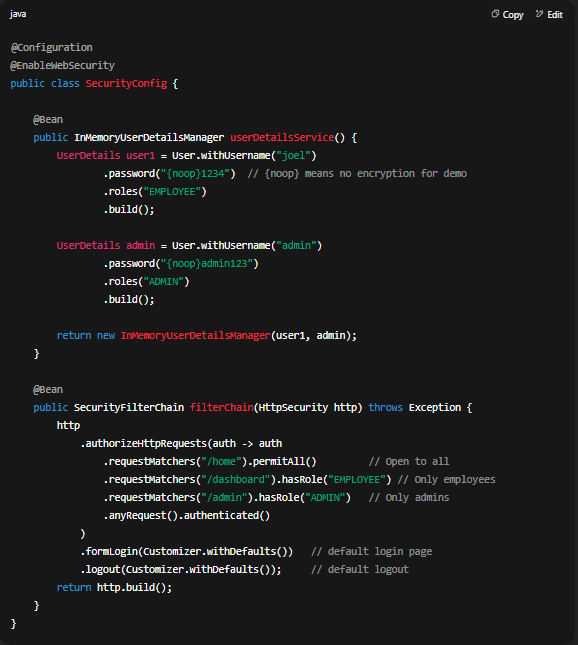 java
Copy
Edit
@Configuration
@EnableWebSecurity
public class SecurityConfig {
@Bean
public InMemoryUserDetailsManager userDetailsService() {
UserDetails user1 = User.withUsername("joel")
.password("{noop}1234")  // {noop} means no encryption for demo
.roles("EMPLOYEE")
.build();
UserDetails admin = User.withUsername("admin")
.password("{noop}admin123")
.roles("ADMIN")
.build();
return new InMemoryUserDetailsManager(user1, admin);
}
@Bean
public SecurityFilterChain filterChain(HttpSecurity http) throws Exception {
http
.authorizeHttpRequests(auth -> auth
.requestMatchers("/home").permitAll()         // Open to all
.requestMatchers("/dashboard").hasRole("EMPLOYEE") // Only employees
.requestMatchers("/admin").hasRole("ADMIN")   // Only admins
.anyRequest().authenticated()
)
.formLogin(Customizer.withDefaults())   // default login page
.logout(Customizer.withDefaults());     // default logout
return http.build();
}
}